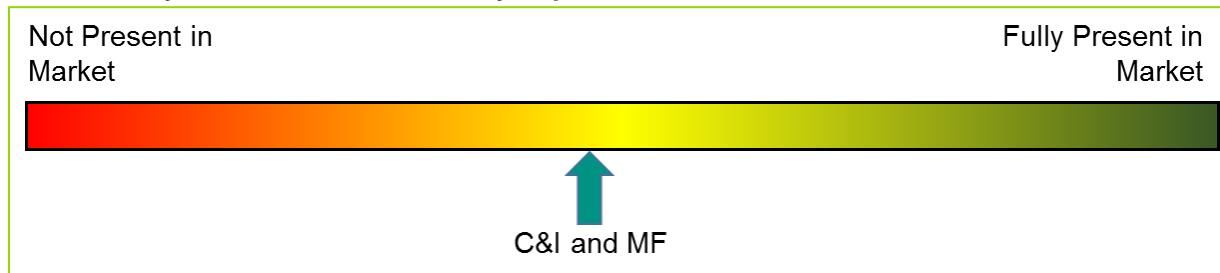 Not Present in
Market
Fully Present in
Market
C&I and MF